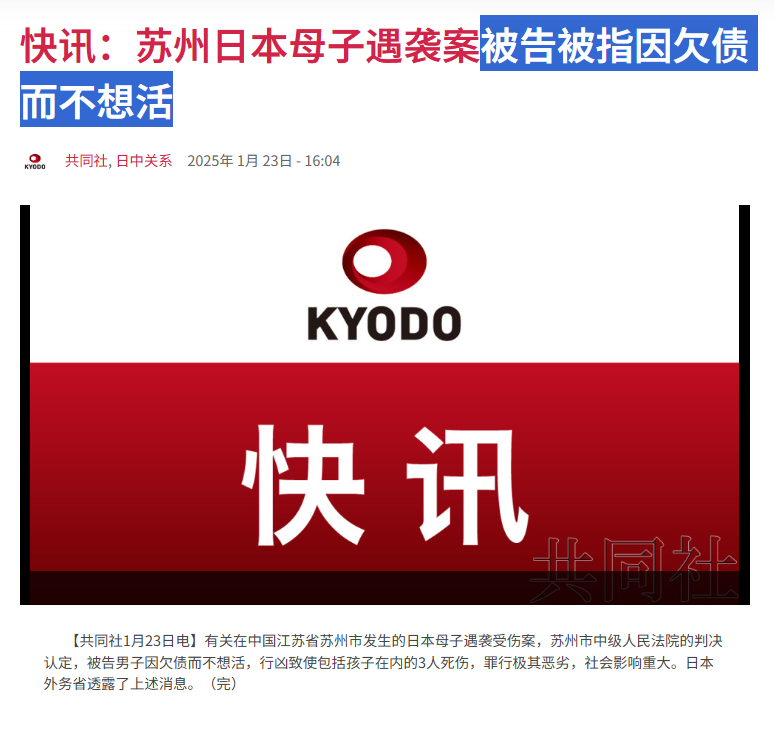 快讯：苏州日本母子遇袭案被告被指因欠债
而不想活
KYODO
共同社, 日中关系 2025年 1月 23日 - 16:04
KYODO
快讯
共同社
【共同社1月23日电】有关在中国江苏省苏州市发生的日本母子遇袭受伤案，苏州市中级人民法院的判决
认定，被告男子因欠债而不想活，行凶致使包括孩子在内的3人死伤，罪行极其恶劣，社会影响重大。日本
外务省透露了上述消息。（完）